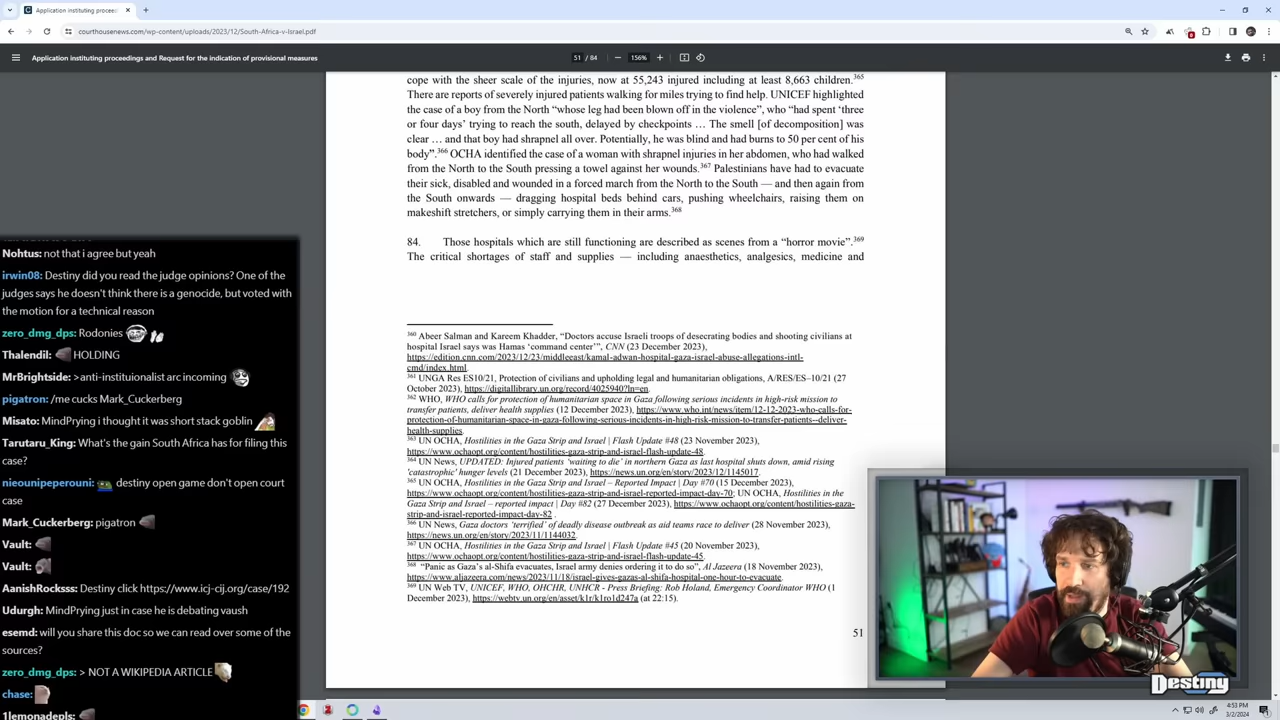 Application instituting proceed
courthousenews.com/wp-content/uploads/2023/12/South-Africa-v-Israel.pdf
Application instituting proceedings and Request for the indication of provisional measures
51 / 84
156%
cope with the sheer scale of the injuries, now at 55,243 injured including at least 8,663 children.365
There are reports of severely injured patients walking for miles trying to find help. UNICEF highlighted
the case of a boy from the North “whose leg had been blown off in the violence”, who “had spent ‘three
or four days’ trying to reach the south, delayed by checkpoints … The smell [of decomposition] was
clear … and that boy had shrapnel all over. Potentially, he was blind and had burns to 50 per cent of his
body”.366 OCHA identified the case of a woman with shrapnel injuries in her abdomen, who had walked
from the North to the South pressing a towel against her wounds.367 Palestinians have had to evacuate
their sick, disabled and wounded in a forced march from the North to the South — and then again from
the South onwards — dragging hospital beds behind cars, pushing wheelchairs, raising them on
makeshift stretchers, or simply carrying them in their arms.368
84. Those hospitals which are still functioning are described as scenes from a “horror movie”.369
The critical shortages of staff and supplies — including anaesthetics, analgesics, medicine and
360 Abeer Salman and Kareem Khadder, “Doctors accuse Israeli troops of desecrating bodies and shooting civilians at
hospital Israel says was Hamas ‘command center’”, CNN (23 December 2023),
https://edition.cnn.com/2023/12/23/middleeast/kamal-adwan-hospital-gaza-israel-abuse-allegations-intl-
cmd/index.html.
361 UNGA Res ES10/21, Protection of civilians and upholding legal and humanitarian obligations, A/RES/ES–10/21 (27
October 2023), https://digitallibrary.un.org/record/4025940?ln=en.
362 WHO, WHO calls for protection of humanitarian space in Gaza following serious incidents in high-risk mission to
transfer patients, deliver health supplies (12 December 2023), https://www.who.int/news/item/12-12-2023-who-calls-for-
protection-of-humanitarian-space-in-gaza-following-serious-incidents-in-high-risk-mission-to-transfer-patients--deliver-
health-supplies.
363 UN OCHA, Hostilities in the Gaza Strip and Israel | Flash Update #48 (23 November 2023),
https://www.ochaopt.org/content/hostilities-gaza-strip-and-israel-flash-update-48.
364 UN News, UPDATED: Injured patients ‘waiting to die’ in northern Gaza as last hospital shuts down, amid rising
‘catastrophic’ hunger levels (21 December 2023), https://news.un.org/en/story/2023/12/1145017.
365 UN OCHA, Hostilities in the Gaza Strip and Israel – Reported Impact | Day #70 (15 December 2023),
https://www.ochaopt.org/content/hostilities-gaza-strip-and-israel-reported-impact-day-70; UN OCHA, Hostilities in the
Gaza Strip and Israel – reported impact | Day #82 (27 December 2023), https://www.ochaopt.org/content/hostilities-gaza-
strip-and-israel-reported-impact-day-82 .
366 UN News, Gaza doctors ‘terrified’ of deadly disease outbreak as aid teams race to deliver (28 November 2023),
https://news.un.org/en/story/2023/11/1144032.
367 UN OCHA, Hostilities in the Gaza Strip and Israel | Flash Update #45 (20 November 2023),
https://www.ochaopt.org/content/hostilities-gaza-strip-and-israel-flash-update-45.
368 “Panic as Gaza’s al-Shifa evacuates, Israel army denies ordering it to do so”, Al Jazeera (18 November 2023),
https://www.aljazeera.com/news/2023/11/18/israel-gives-gazas-al-shifa-hospital-one-hour-to-evacuate.
369 UN Web TV, UNICEF, WHO, OHCHR, UNHCR - Press Briefing: Rob Holand, Emergency Coordinator WHO (1
December 2023), https://webtv.un.org/en/asset/k1r/k1ro1d247a (at 22:15).
51
Nohtus: not that i agree but yeah
irwin08: Destiny did you read the judge opinions? One of the
judges says he doesn't think there is a genocide, but voted with
the motion for a technical reason
zero_dmg_dps: Rodonies
Thalendil: HOLDING
MrBrightside: >anti-instituionalist arc incoming
pigatron: /me cucks Mark_Cuckerberg
Minato: MindPrying i thought it was short stack goblin
Tarutaru_King: What's the gain South Africa has for filing this
case?
nieounipeperouni: destiny open game don't open court
case
Mark_Cuckerberg: pigatron
Vault:
Vault:
AanishRocksss: Destiny click https://www.icj-cij.org/case/192
Udurgh: MindPrying just in case he is debating vaush
esemd: will you share this doc so we can read over some of the
sources?
zero_dmg_dps: > NOT A WIKIPEDIA ARTICLE
chase:
1lemonadepls:
Destiny
4:53 PM
3/2/2024